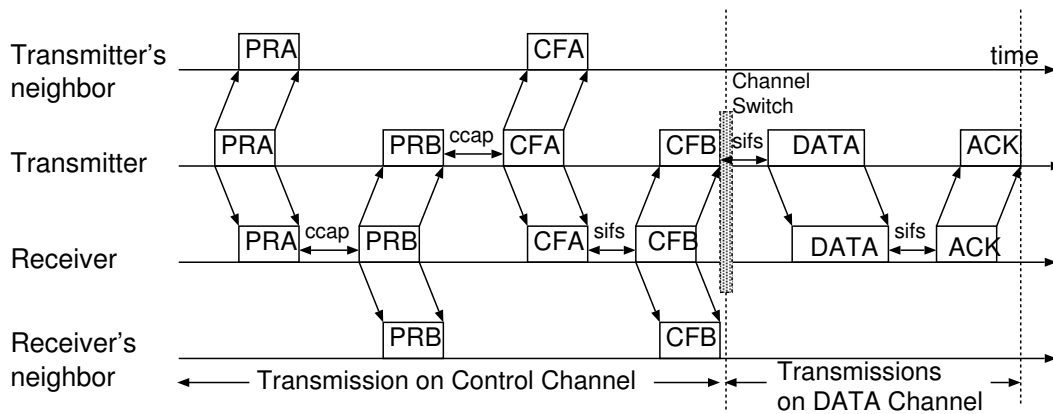 Transmitter's
neighbor
PRA
CFA
time
Channel
Switch
Transmitter
PRA
PRB
ccap
CFA
CFB
sifs
DATA
ACK
Receiver
PRA
ccap
PRB
CFA
sifs
CFB
DATA
sifs
ACK
Receiver's
neighbor
PRB
CFB
Transmission on Control Channel
Transmissions
on DATA Channel